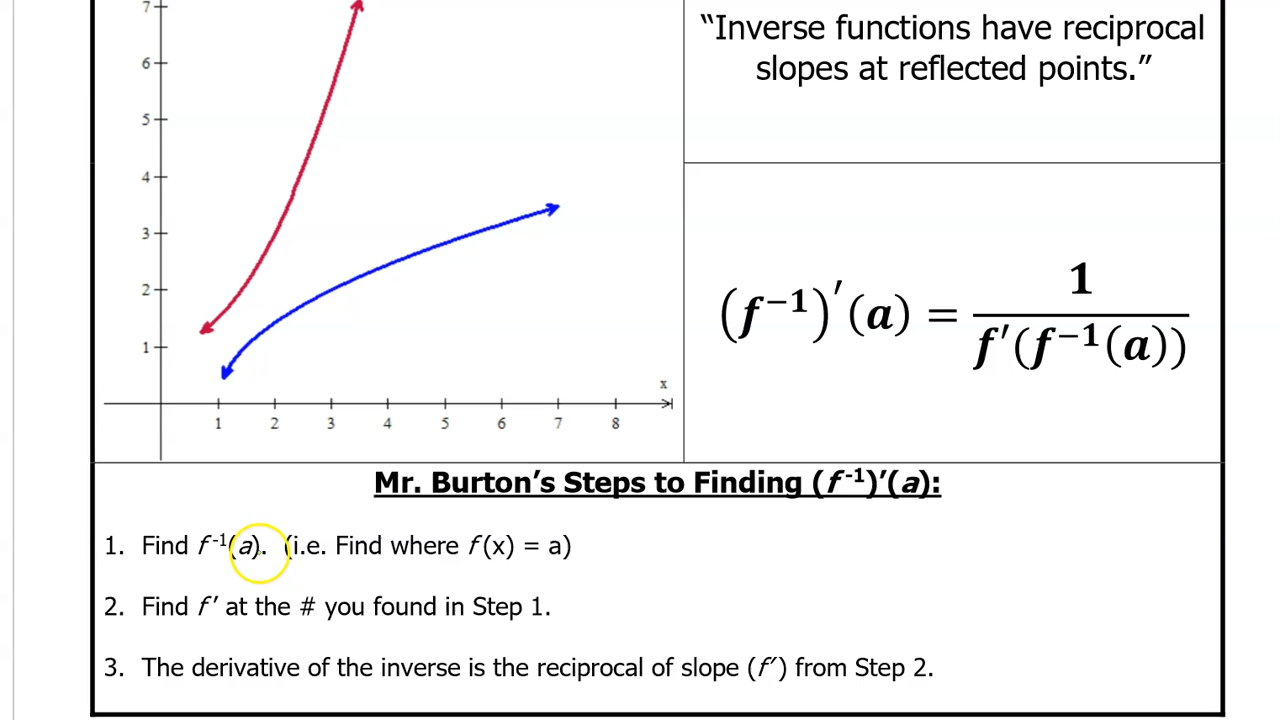 7
6
5
4
3
2
1
x
1 2 3 4 5 6 7 8
“Inverse functions have reciprocal
slopes at reflected points.”
(f⁻¹)′(a) = 1 / f′(f⁻¹(a))
Mr. Burton’s Steps to Finding (f⁻¹)′(a):
1. Find f⁻¹(a). (i.e. Find where f(x) = a)
2. Find f′ at the # you found in Step 1.
3. The derivative of the inverse is the reciprocal of slope (f′) from Step 2.